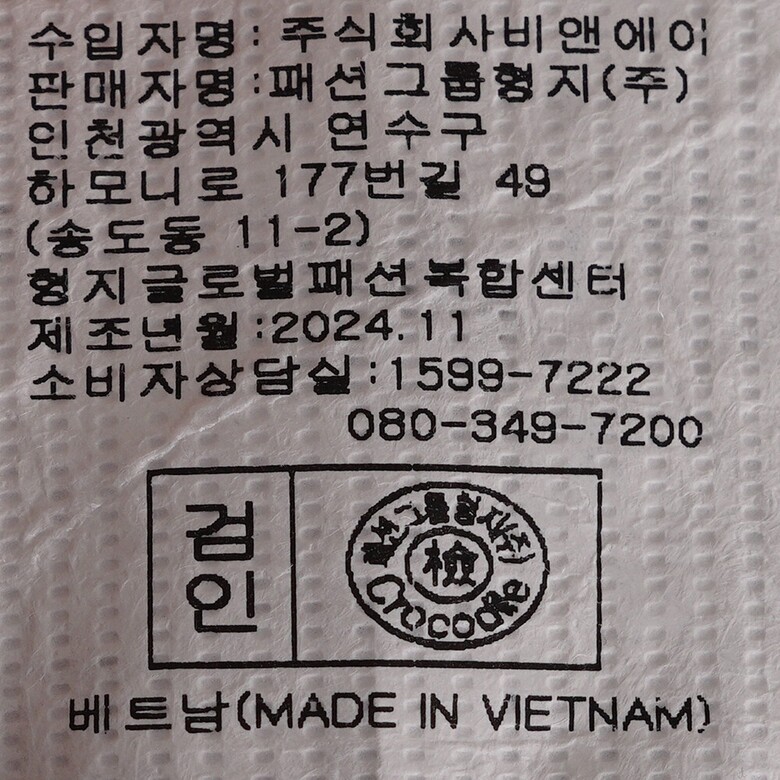 수입자명: 주식회사비앤에이
판매자명:패션그룹형지(주)
인천광역시 연수구
하모니로 177번길 49
(송도동 11-2)
형지글로벌패션복합센터
제조년월:2024.11
소비자상담실:1599-7222
080-349-7200
검인
패션그룹형지(주)
檢
Crocodile
베트남(MADE IN VIETNAM)